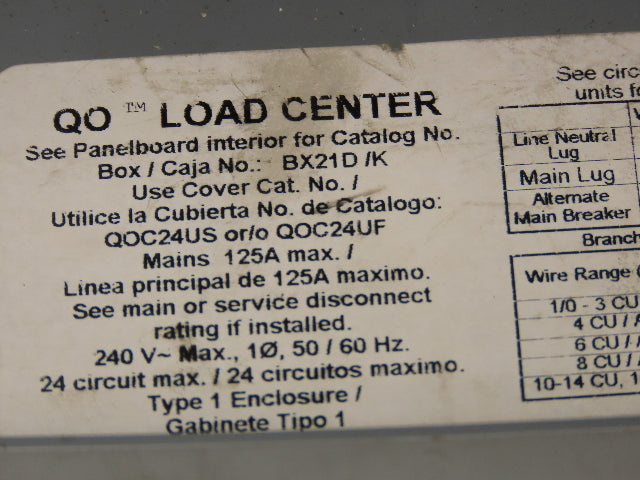 QO ™ LOAD CENTER
See Panelboard interior for Catalog No.
Box / Caja No.: BX21D /K
Use Cover Cat. No. /
Utilice la Cubierta No. de Catalogo:
QOC24US or/o QOC24UF
Mains 125A max. /
Linea principal de 125A maximo.
See main or service disconnect
rating if installed.
240 V~ Max., 1Ø, 50 / 60 Hz.
24 circuit max. / 24 circuitos maximo.
Type 1 Enclosure /
Gabinete Tipo 1
See circ
units fo
Line Neutral
Lug
Main Lug
Alternate
Main Breaker
Branch
Wire Range (
1/0 - 3 CU
4 CU /
6 CU /
8 CU /
10-14 CU, 1